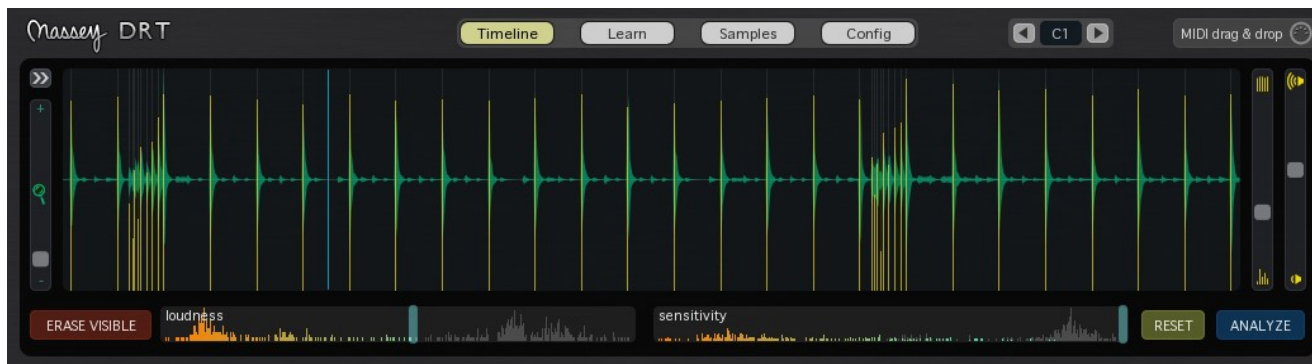 Massey DRT
Timeline
Learn
Samples
Config
C1
MIDI drag & drop
+
-
ERASE VISIBLE
loudness
sensitivity
RESET
ANALYZE